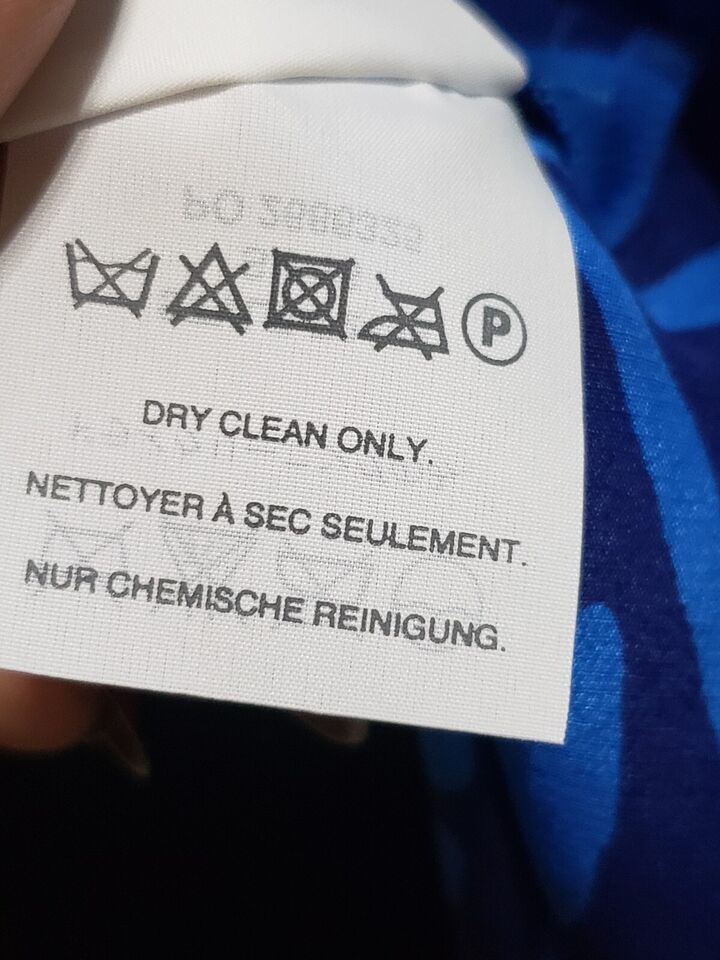 P
DRY CLEAN ONLY.
NETTOYER À SEC SEULEMENT.
NUR CHEMISCHE REINIGUNG.